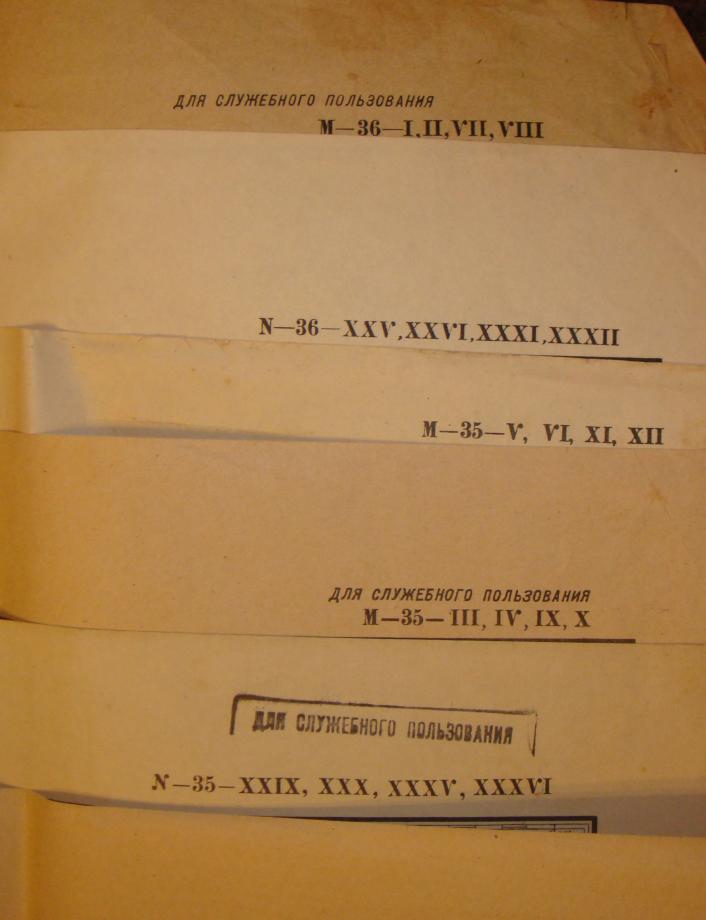 ДЛЯ СЛУЖЕБНОГО ПОЛЬЗОВАНИЯ
М—36—I,II,VII,VIII
N—36—XXV,XXVI,XXXI,XXXII
М—35—V, VI, XI, XII
ДЛЯ СЛУЖЕБНОГО ПОЛЬЗОВАНИЯ
М—35—III, IV, IX, X
ДЛЯ СЛУЖЕБНОГО ПОЛЬЗОВАНИЯ
N—35—XXIX, XXX, XXXV, XXXVI